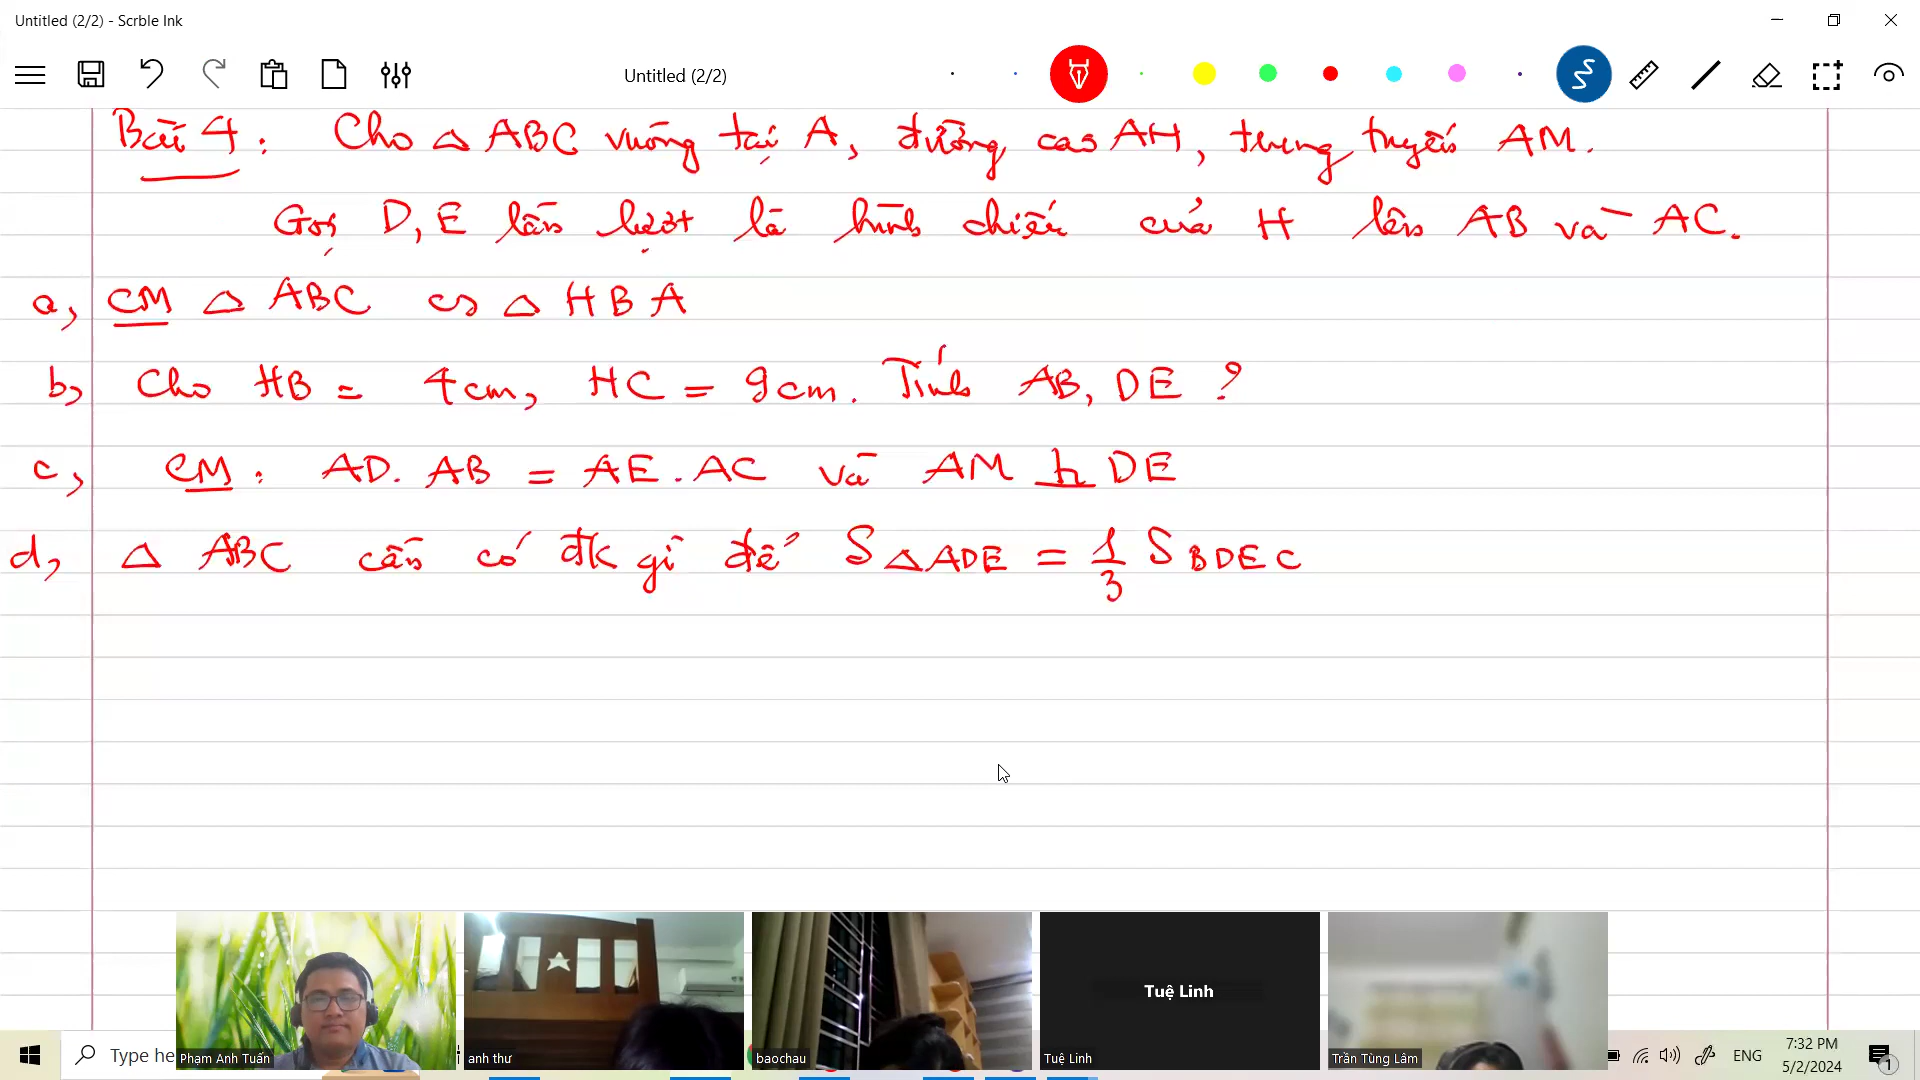 Untitled (2/2) - Scrble Ink
Untitled (2/2)
Bài 4: Cho △ ABC vuông tại A, đường cao AH, trung tuyến AM.
Gọi D, E lần lượt là hình chiếu của H lên AB và AC.
a, CM △ ABC ∽ △ HBA
b, Cho HB = 4cm, HC = 9cm. Tính AB, DE ?
c, CM: AD. AB = AE. AC và AM ⊥ DE
d, △ ABC cần có đk gì để S△ADE = 1/3 SBDEC
Tuệ Linh
Phạm Anh Tuấn
anh thư
baochau
Tuệ Linh
Trần Tùng Lâm
Type he
ENG
7:32 PM
5/2/2024
1